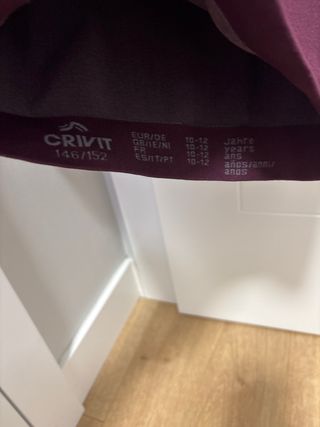 CRIVIT
146/152
EUR/DE 10-12 Jahre
GB/IE/NI 10-12 years
FR 10-12 ans
ES/IT/PT 10-12 años/anni/
anos